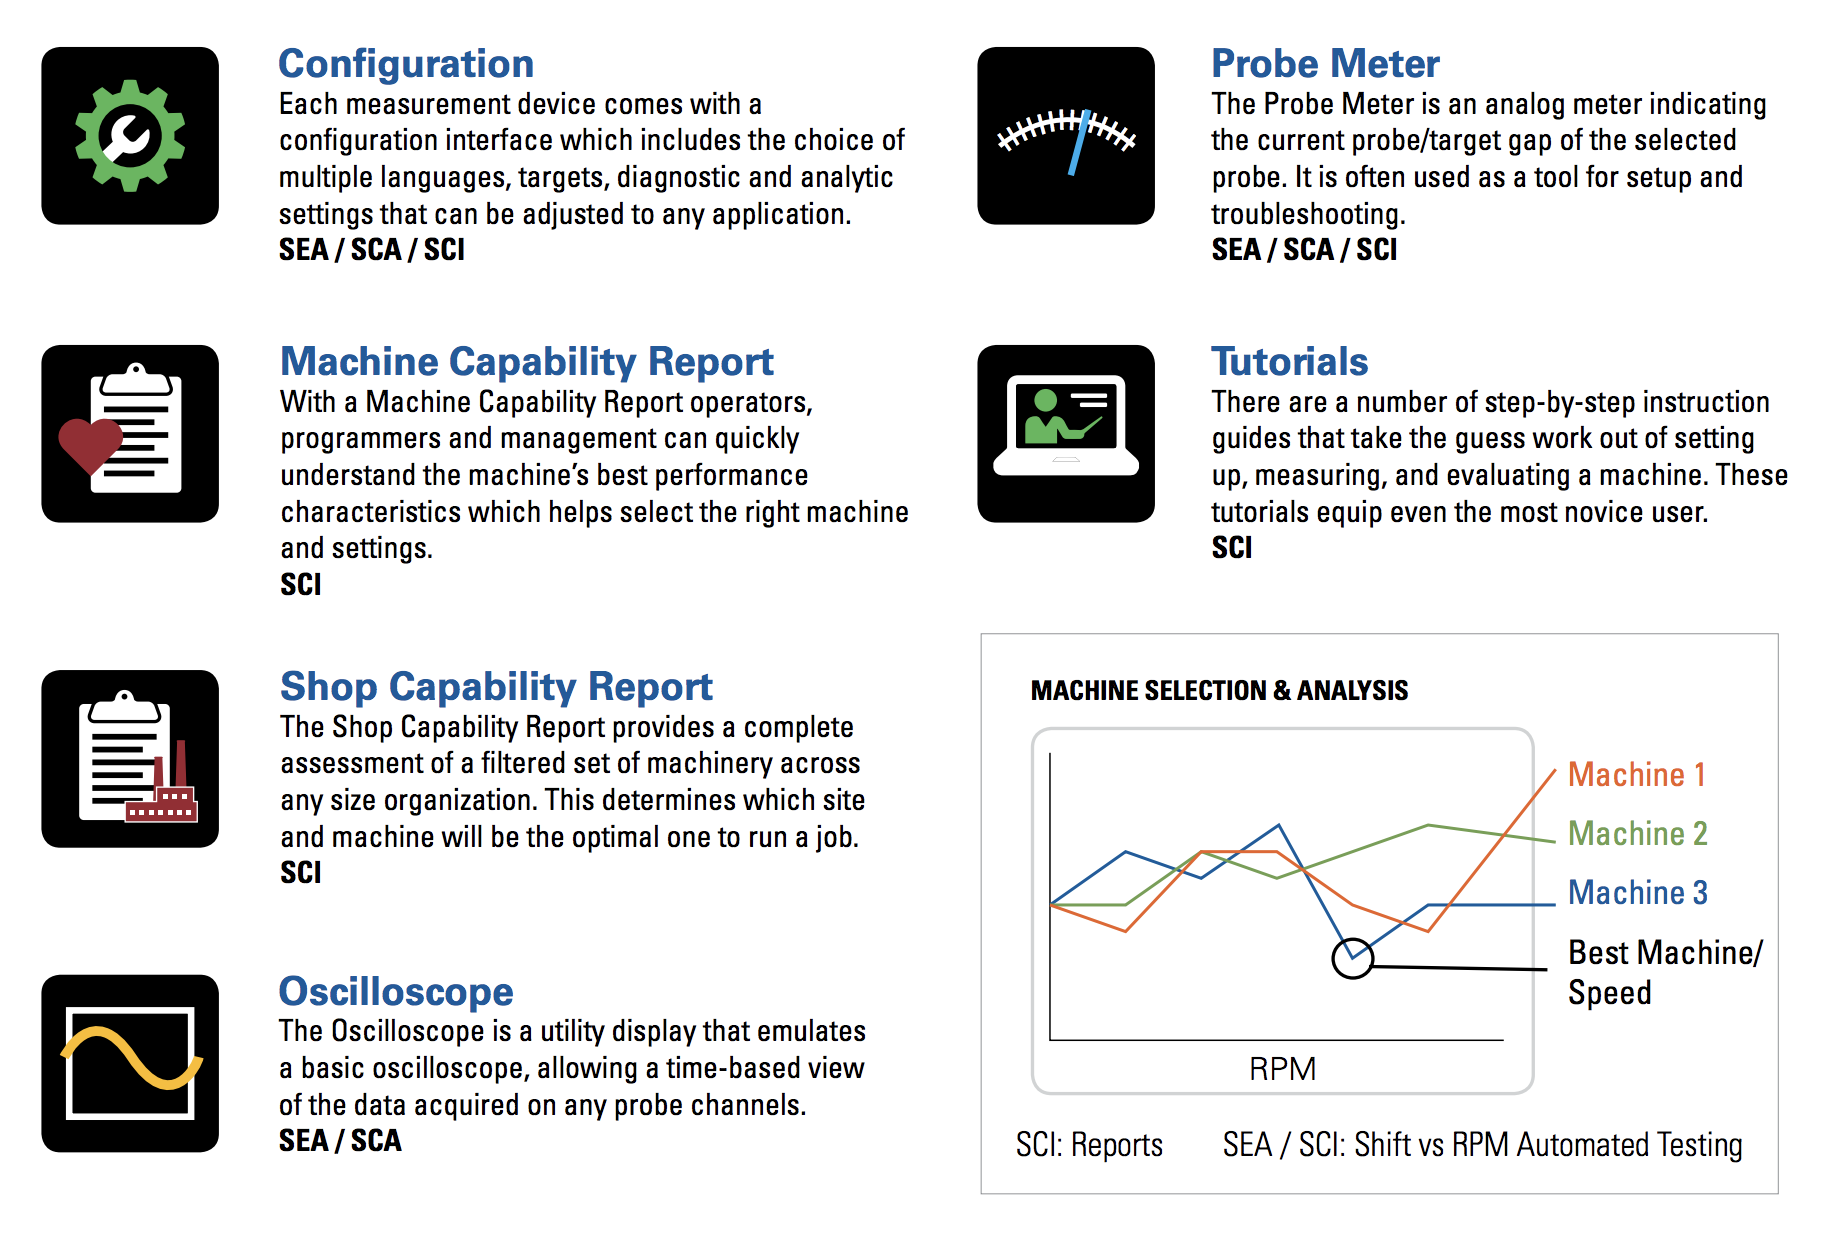 Configuration
Each measurement device comes with a
configuration interface which includes the choice of
multiple languages, targets, diagnostic and analytic
settings that can be adjusted to any application.
SEA / SCA / SCI
Probe Meter
The Probe Meter is an analog meter indicating
the current probe/target gap of the selected
probe. It is often used as a tool for setup and
troubleshooting.
SEA / SCA / SCI
Machine Capability Report
With a Machine Capability Report operators,
programmers and management can quickly
understand the machine’s best performance
characteristics which helps select the right machine
and settings.
SCI
Tutorials
There are a number of step-by-step instruction
guides that take the guess work out of setting
up, measuring, and evaluating a machine. These
tutorials equip even the most novice user.
SCI
Shop Capability Report
The Shop Capability Report provides a complete
assessment of a filtered set of machinery across
any size organization. This determines which site
and machine will be the optimal one to run a job.
SCI
Oscilloscope
The Oscilloscope is a utility display that emulates
a basic oscilloscope, allowing a time-based view
of the data acquired on any probe channels.
SEA / SCA
MACHINE SELECTION & ANALYSIS
Machine 1
Machine 2
Machine 3
Best Machine/
Speed
RPM
SCI: Reports
SEA / SCI: Shift vs RPM Automated Testing